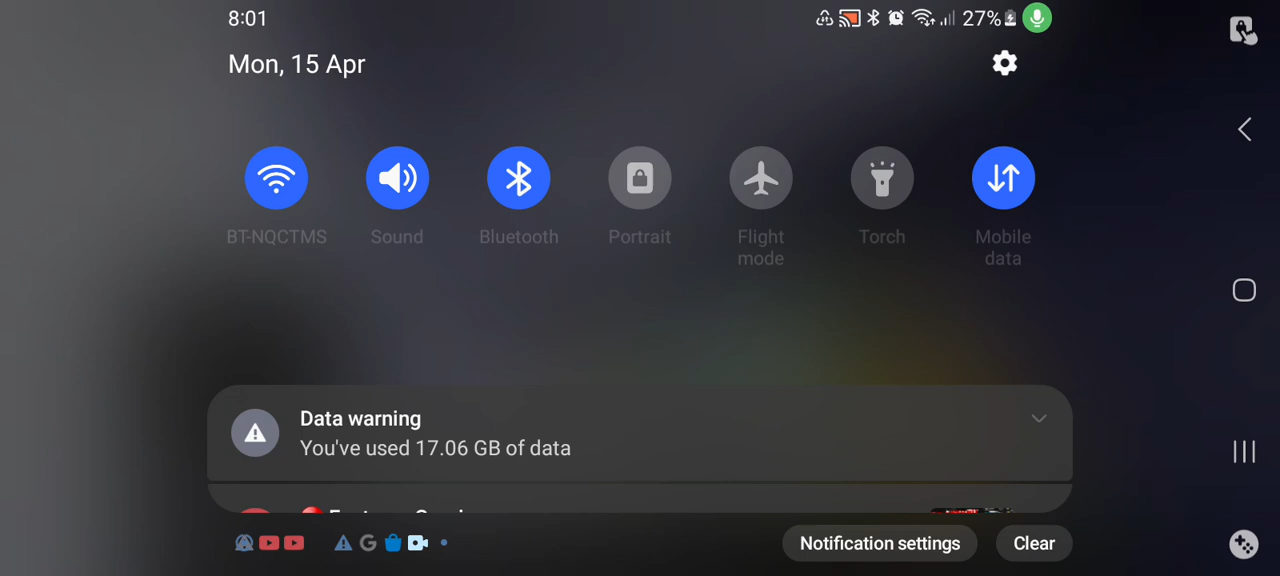 8:01
27%
Mon, 15 Apr
BT-NQCTMS
Sound
Bluetooth
Portrait
Flight
mode
Torch
Mobile
data
Data warning
You've used 17.06 GB of data
Notification settings
Clear